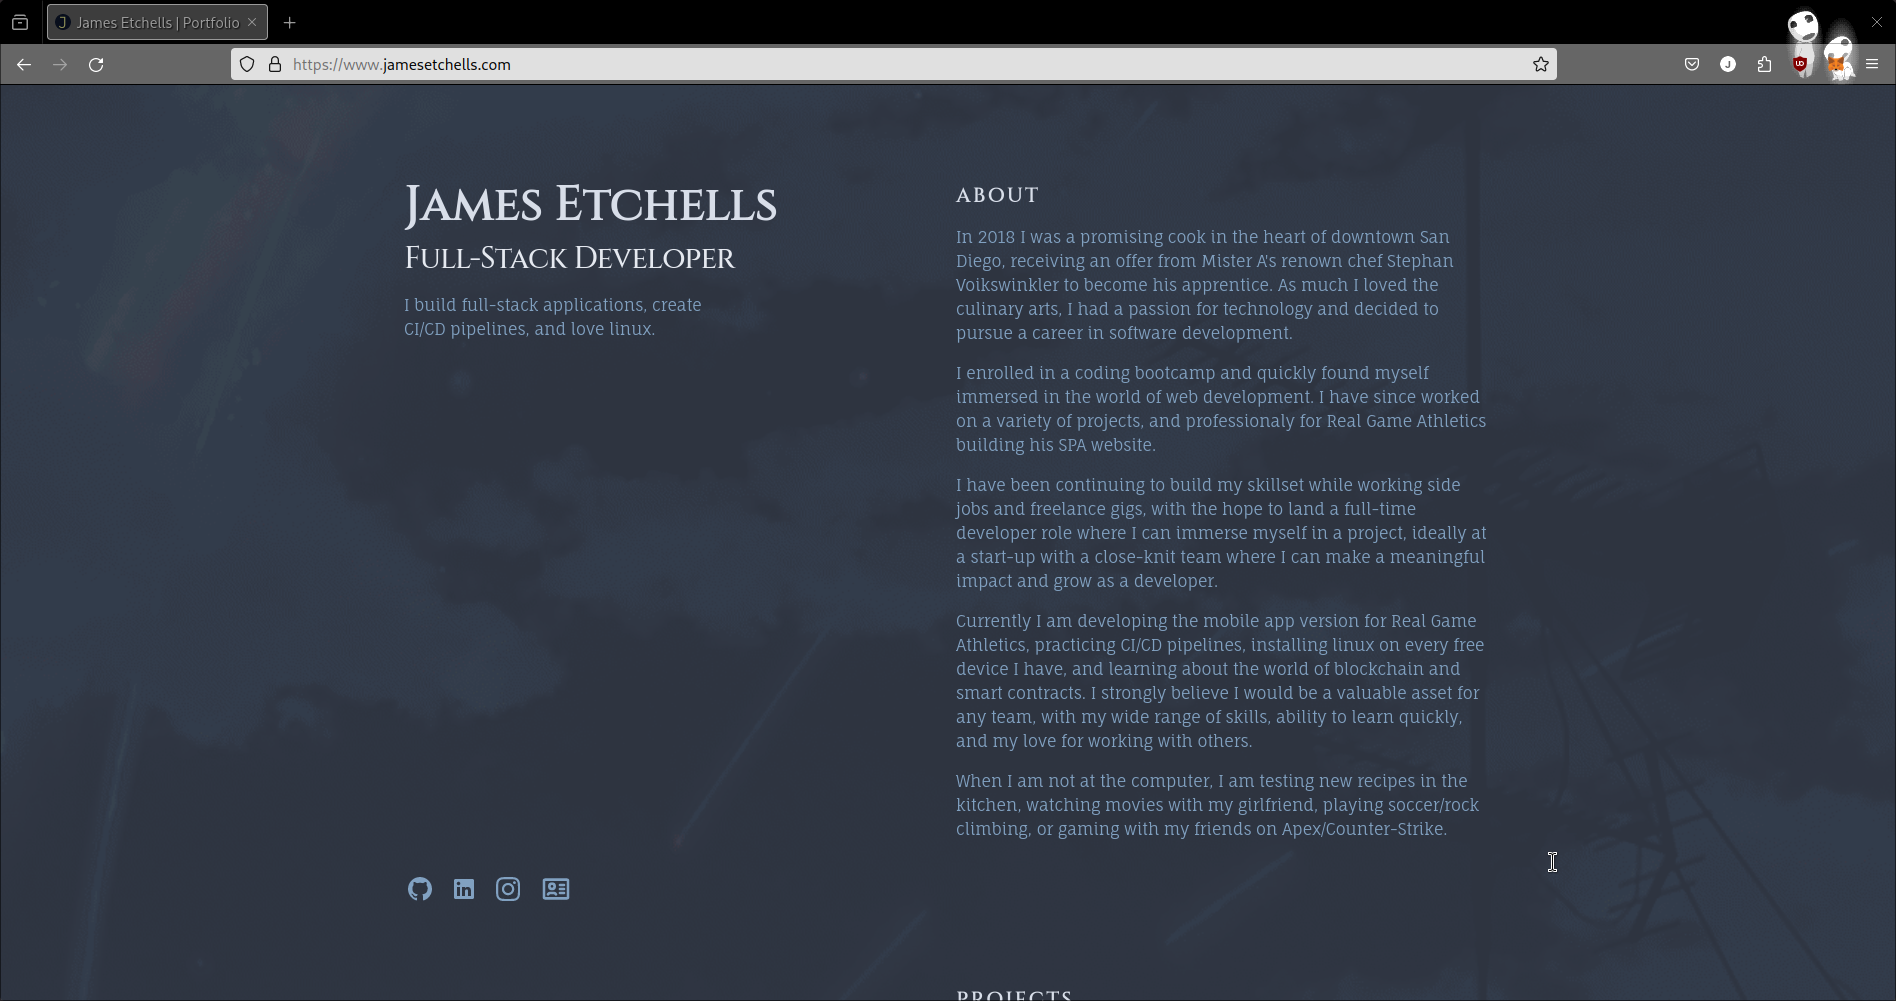 James Etchells | Portfolio
https://www.jamesetchells.com
James Etchells
Full-Stack Developer
I build full-stack applications, create
CI/CD pipelines, and love linux.
ABOUT
In 2018 I was a promising cook in the heart of downtown San
Diego, receiving an offer from Mister A's renown chef Stephan
Voikswinkler to become his apprentice. As much I loved the
culinary arts, I had a passion for technology and decided to
pursue a career in software development.
I enrolled in a coding bootcamp and quickly found myself
immersed in the world of web development. I have since worked
on a variety of projects, and professionaly for Real Game Athletics
building his SPA website.
I have been continuing to build my skillset while working side
jobs and freelance gigs, with the hope to land a full-time
developer role where I can immerse myself in a project, ideally at
a start-up with a close-knit team where I can make a meaningful
impact and grow as a developer.
Currently I am developing the mobile app version for Real Game
Athletics, practicing CI/CD pipelines, installing linux on every free
device I have, and learning about the world of blockchain and
smart contracts. I strongly believe I would be a valuable asset for
any team, with my wide range of skills, ability to learn quickly,
and my love for working with others.
When I am not at the computer, I am testing new recipes in the
kitchen, watching movies with my girlfriend, playing soccer/rock
climbing, or gaming with my friends on Apex/Counter-Strike.
PROJECTS